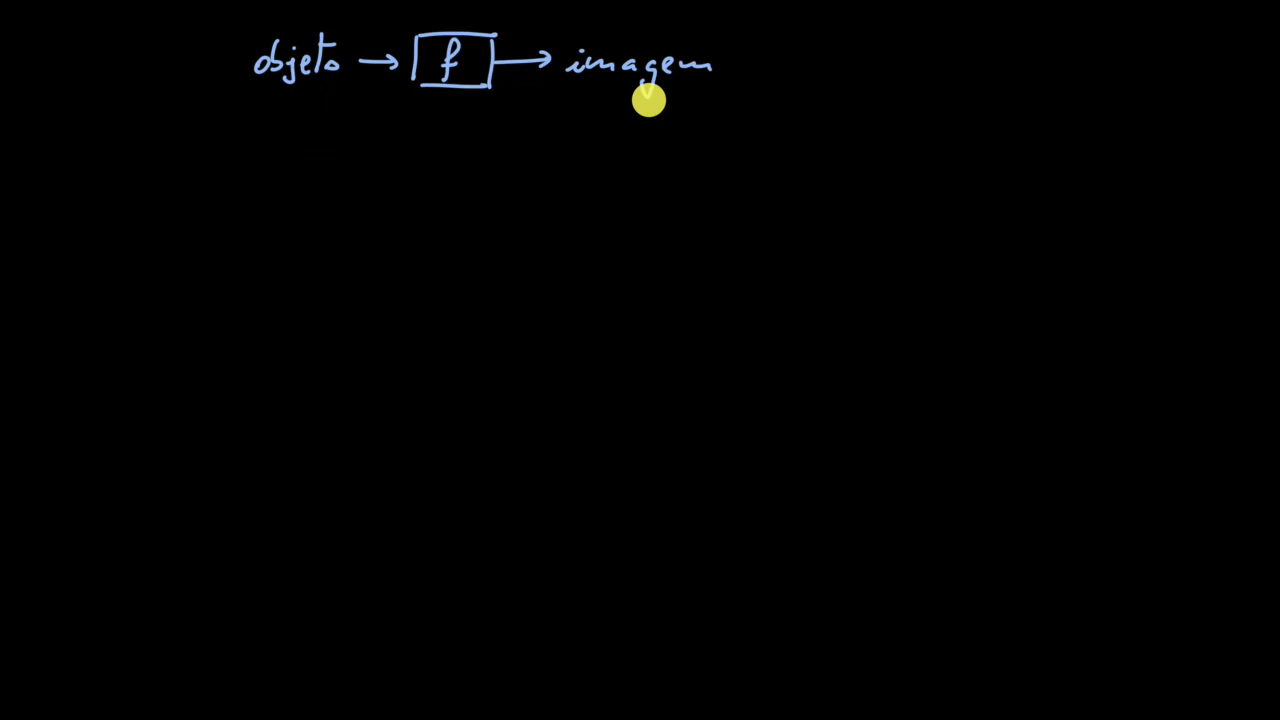 objeto → f → imagem